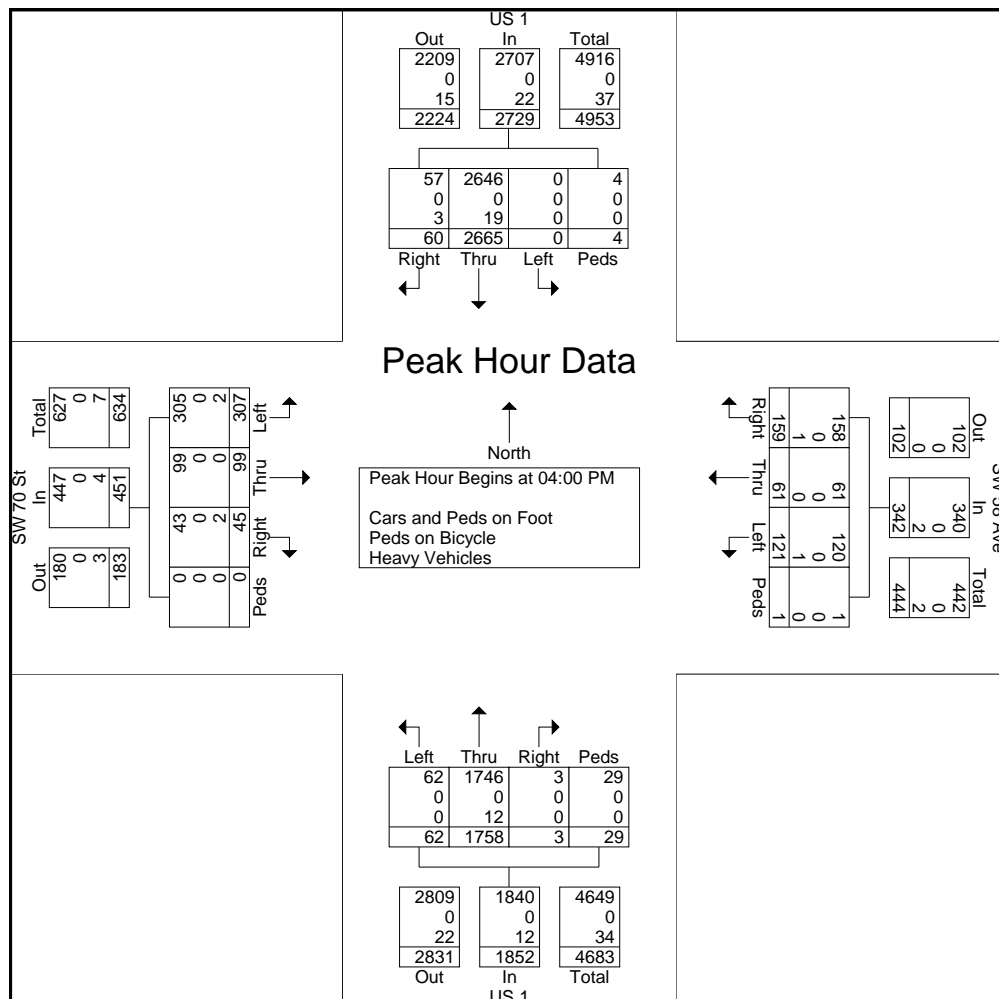 US 1
Out In Total
2209 2707 4916
0 0 0
15 22 37
2224 2729 4953
57 2646 0 4
0 0 0 0
3 19 0 0
60 2665 0 4
Right Thru Left Peds
Peak Hour Data
SW 70 St
Total In Out
627 447 180
0 0 0
7 4 3
634 451 183
305 99 43 0
0 0 0 0
2 0 2 0
307 99 45 0
Left Thru Right Peds
North
Peak Hour Begins at 04:00 PM
Cars and Peds on Foot
Peds on Bicycle
Heavy Vehicles
Right Thru Left Peds
159 61 121 1
1 0 1 0
0 0 0 0
158 61 120 1
102 342 444
0 2 2
0 0 0
102 340 442
Out In Total
SW 58 Ave
Left Thru Right Peds
62 1746 3 29
0 0 0 0
0 12 0 0
62 1758 3 29
2809 1840 4649
0 0 0
22 12 34
2831 1852 4683
Out In Total
US 1